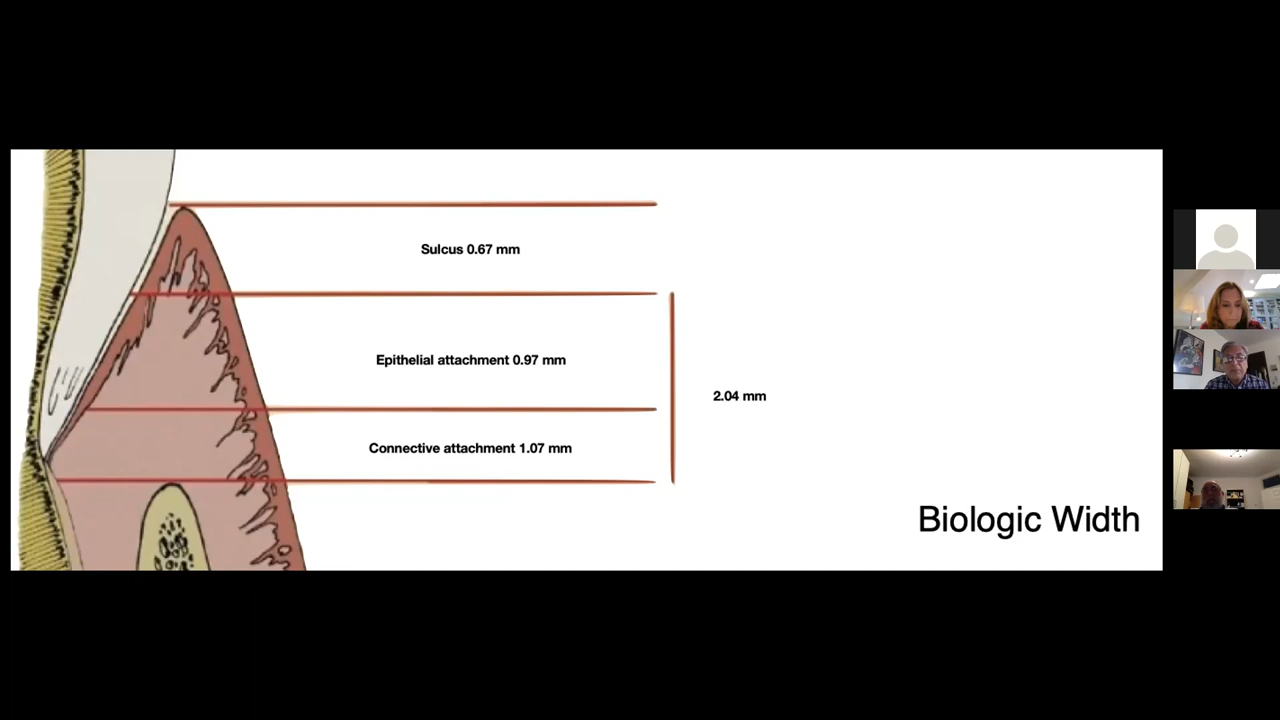 Sulcus 0.67 mm
Epithelial attachment 0.97 mm
2.04 mm
Connective attachment 1.07 mm
Biologic Width